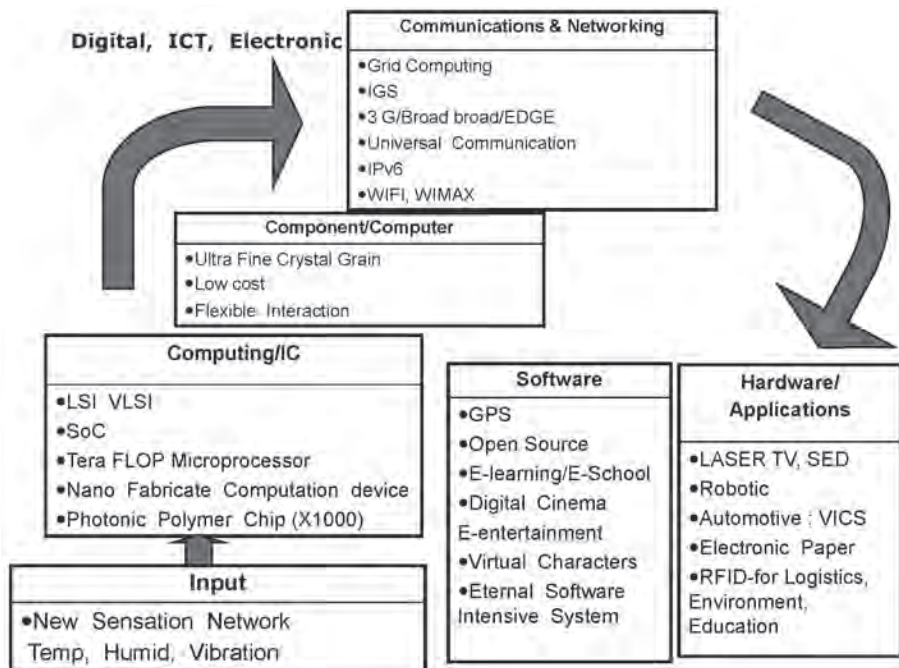 Digital, ICT, Electronic
Communications & Networking
•Grid Computing
•IGS
•3 G/Broad broad/EDGE
•Universal Communication
•IPv6
•WIFI, WIMAX
Component/Computer
•Ultra Fine Crystal Grain
•Low cost
•Flexible Interaction
Computing/IC
•LSI VLSI
•SoC
•Tera FLOP Microprocessor
•Nano Fabricate Computation device
•Photonic Polymer Chip (X1000)
Input
•New Sensation Network
Temp, Humid, Vibration
Software
•GPS
•Open Source
•E-learning/E-School
•Digital Cinema
E-entertainment
•Virtual Characters
•Eternal Software
Intensive System
Hardware/
Applications
•LASER TV, SED
•Robotic
•Automotive : VICS
•Electronic Paper
•RFID-for Logistics,
Environment,
Education